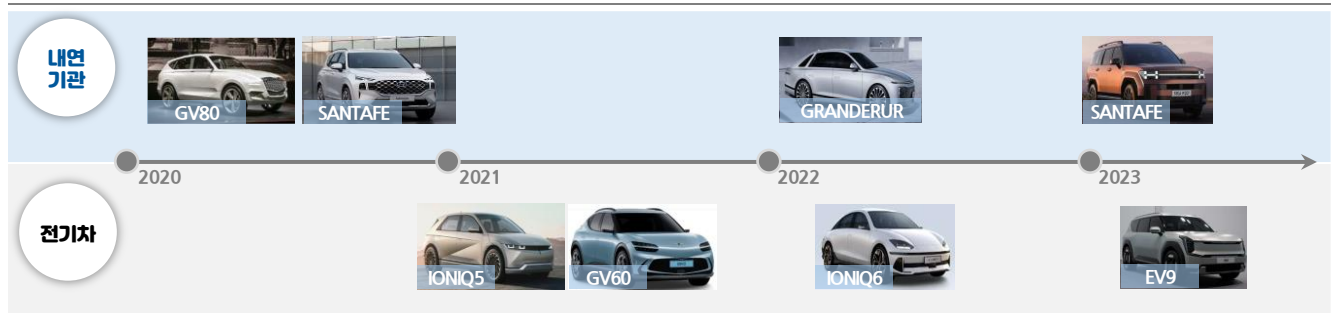 내연
기관
GV80
SANTAFE
GRANDERUR
SANTAFE
2020
2021
2022
2023
전기차
IONIQ5
GV60
IONIQ6
EV9